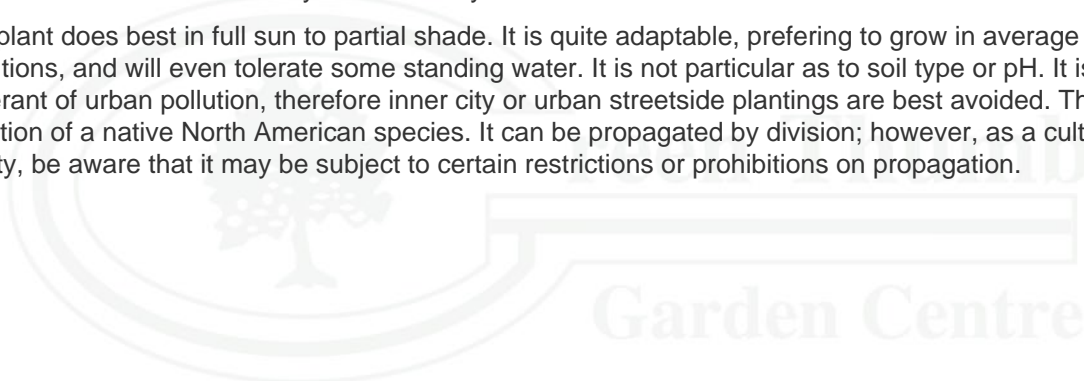 plant does best in full sun to partial shade. It is quite adaptable, prefering to grow in average
tions, and will even tolerate some standing water. It is not particular as to soil type or pH. It is
erant of urban pollution, therefore inner city or urban streetside plantings are best avoided. Th
tion of a native North American species. It can be propagated by division; however, as a cult
ty, be aware that it may be subject to certain restrictions or prohibitions on propagation.
Thumb
Garden Centre